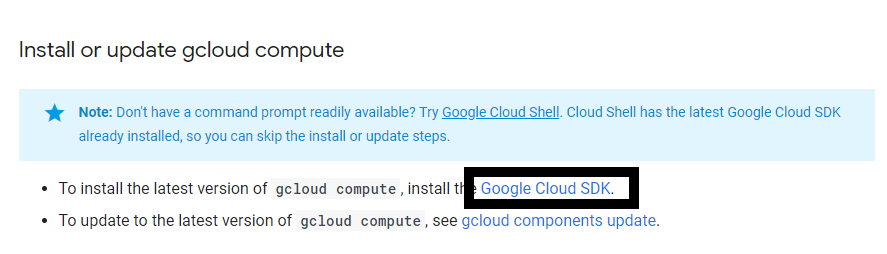 Install or update gcloud compute
Note: Don't have a command prompt readily available? Try Google Cloud Shell. Cloud Shell has the latest Google Cloud SDK
already installed, so you can skip the install or update steps.
• To install the latest version of gcloud compute, install the Google Cloud SDK.
• To update to the latest version of gcloud compute, see gcloud components update.